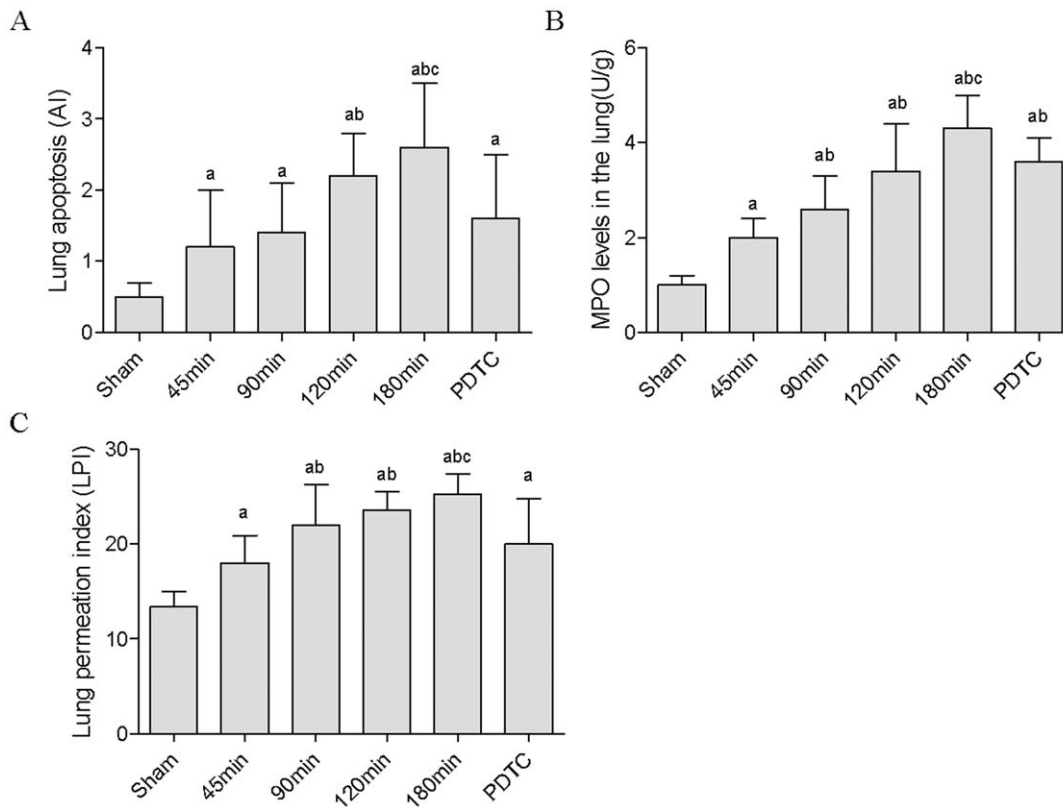 A
Lung apoptosis (AI)
4
3
2
1
0
a
a
ab
abc
a
Sham
45min
90min
120min
180min
PDTC
B
MPO levels in the lung(U/g)
6
4
2
0
a
ab
ab
abc
ab
Sham
45min
90min
120min
180min
PDTC
C
Lung permeation index (LPI)
30
20
10
0
a
ab
ab
abc
a
Sham
45min
90min
120min
180min
PDTC